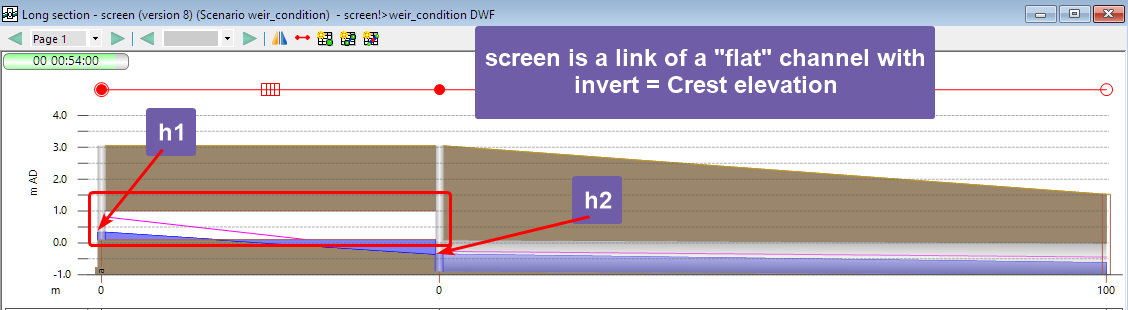 Long section - screen (version 8) (Scenario weir_condition) - screen!>weir_condition DWF
Page 1
00 00:54:00
screen is a link of a "flat" channel with
invert = Crest elevation
h1
h2
4.0
3.0
2.0
1.0
0.0
-1.0
m AD
a
m
0
0
100